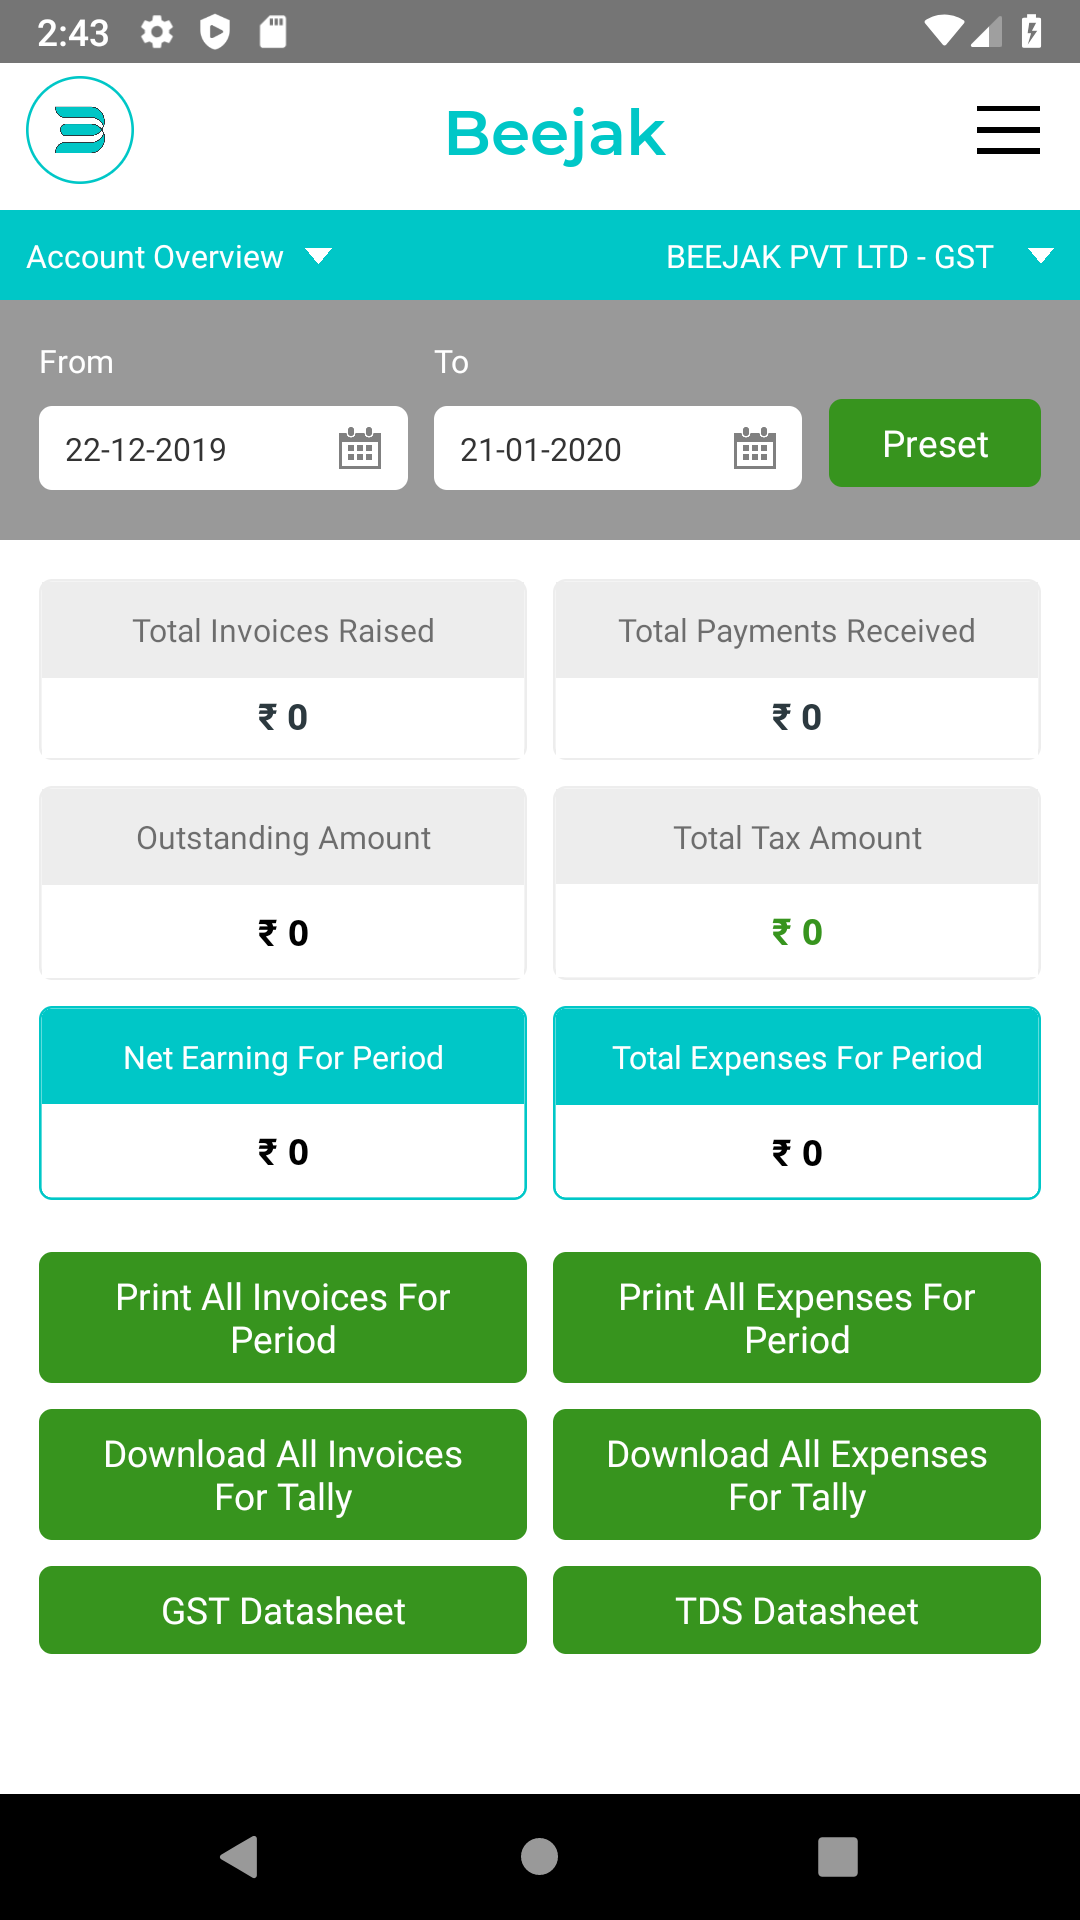 2:43
Beejak
Account Overview
BEEJAK PVT LTD - GST
From
To
22-12-2019
21-01-2020
Preset
Total Invoices Raised
Total Payments Received
₹ 0
₹ 0
Outstanding Amount
Total Tax Amount
₹ 0
₹ 0
Net Earning For Period
Total Expenses For Period
₹ 0
₹ 0
Print All Invoices For
Period
Print All Expenses For
Period
Download All Invoices
For Tally
Download All Expenses
For Tally
GST Datasheet
TDS Datasheet